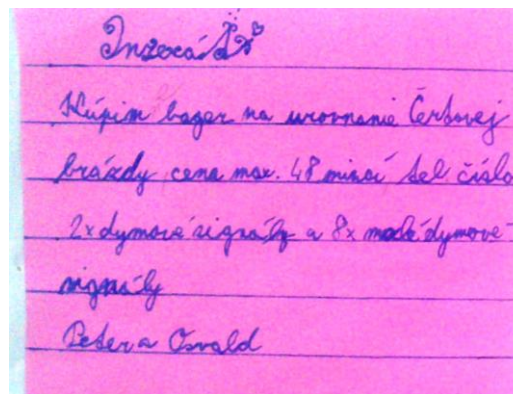 Inzerát
Kúpim bager na urovnanie Čertovej
brázdy cena max. 48 mincí tel číslo
2x dymové signály a 8x modé dymové
signály
Peter a Osvald